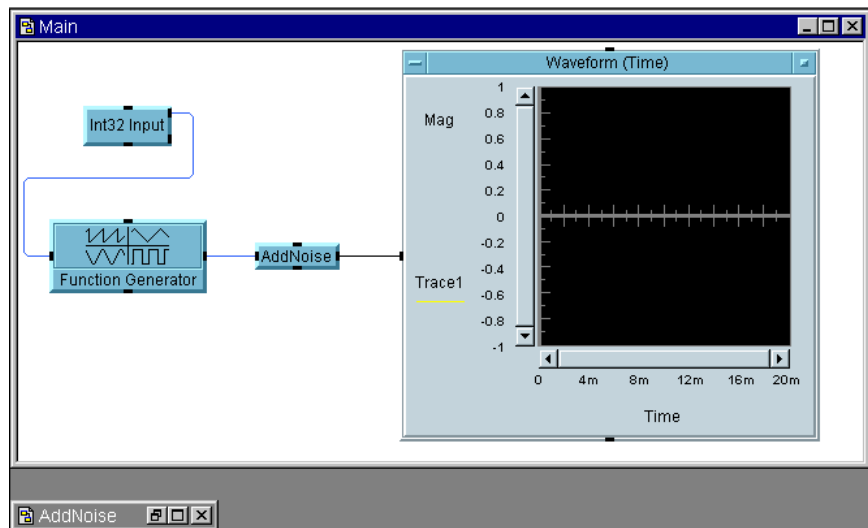 Main
Waveform (Time)
Int32 Input
Mag
1
0.8
0.6
0.4
0.2
0
-0.2
-0.4
-0.6
-0.8
-1
Function Generator
AddNoise
Trace1
0 4m 8m 12m 16m 20m
Time
AddNoise